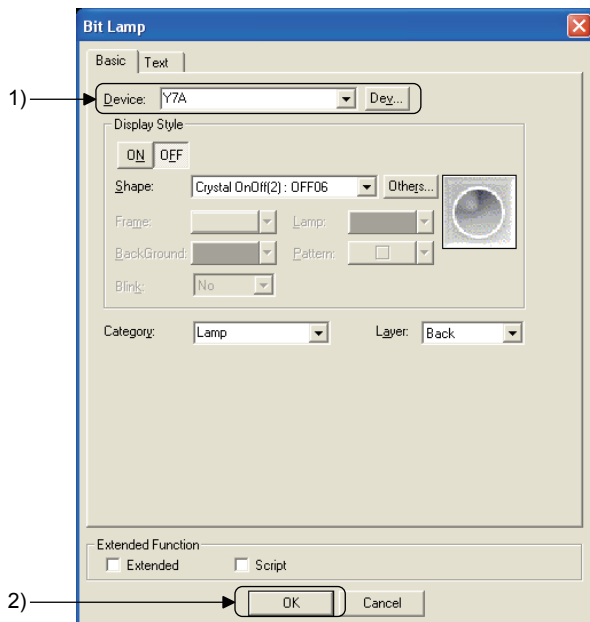 Bit Lamp
Basic Text
1) Device: Y7A Dev...
Display Style
ON OFF
Shape: Crystal OnOff(2) : OFF06 Others...
Frame: Lamp:
BackGround: Pattern:
Blink: No
Category: Lamp Layer: Back
Extended Function
Extended Script
2) OK Cancel